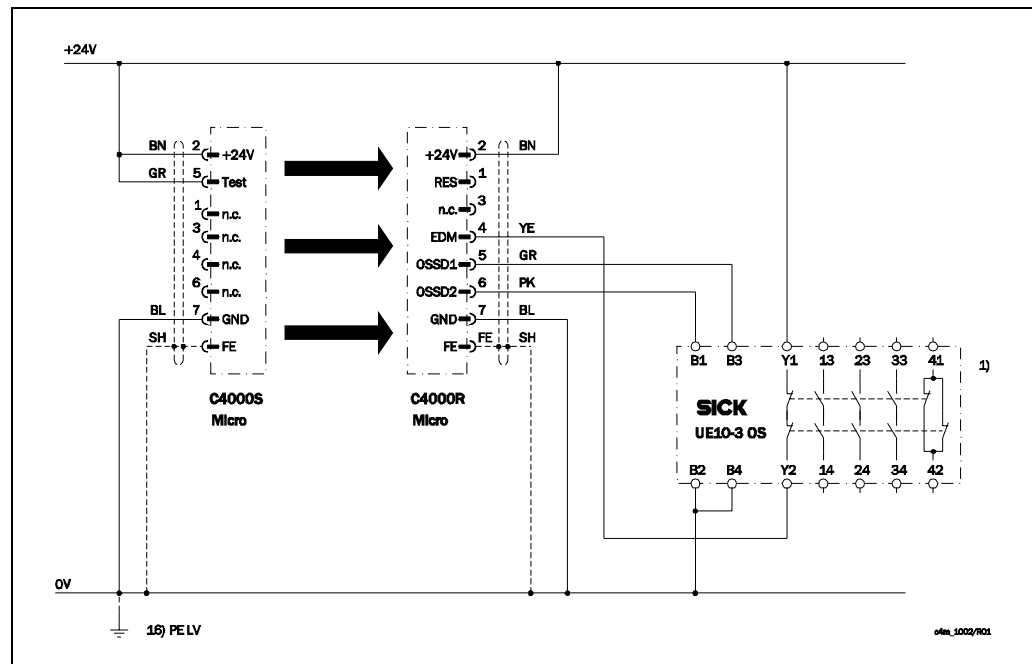 +24V
BN 2 +24V
GR 5 Test
1 n.c.
3 n.c.
4 n.c.
6 n.c.
BL 7 GND
SH FE
C4000S
Micro
+24V 2 BN
RES 1
n.c. 3
EDM 4 YE
OSSD1 5 GR
OSSD2 6 PK
GND 7 BL
FE FE SH
C4000R
Micro
B1 B3 Y1 13 23 33 41
1)
SICK
UE10-3 OS
B2 B4 Y2 14 24 34 42
0V
16) PELV
c4m_1002/R01